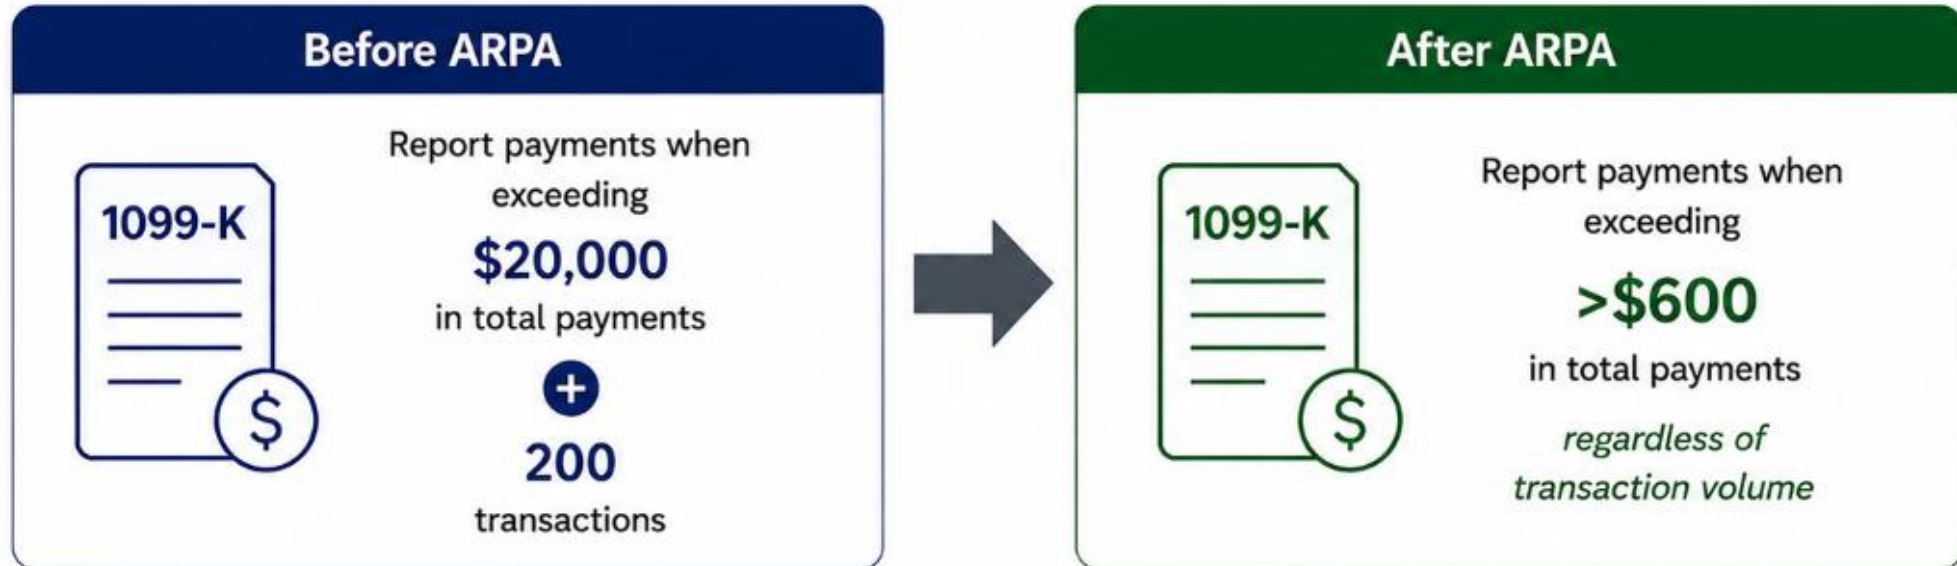 Before ARPA
1099-K
$
Report payments when
exceeding
$20,000
in total payments
+
200
transactions
After ARPA
1099-K
$
Report payments when
exceeding
>$600
in total payments
regardless of
transaction volume